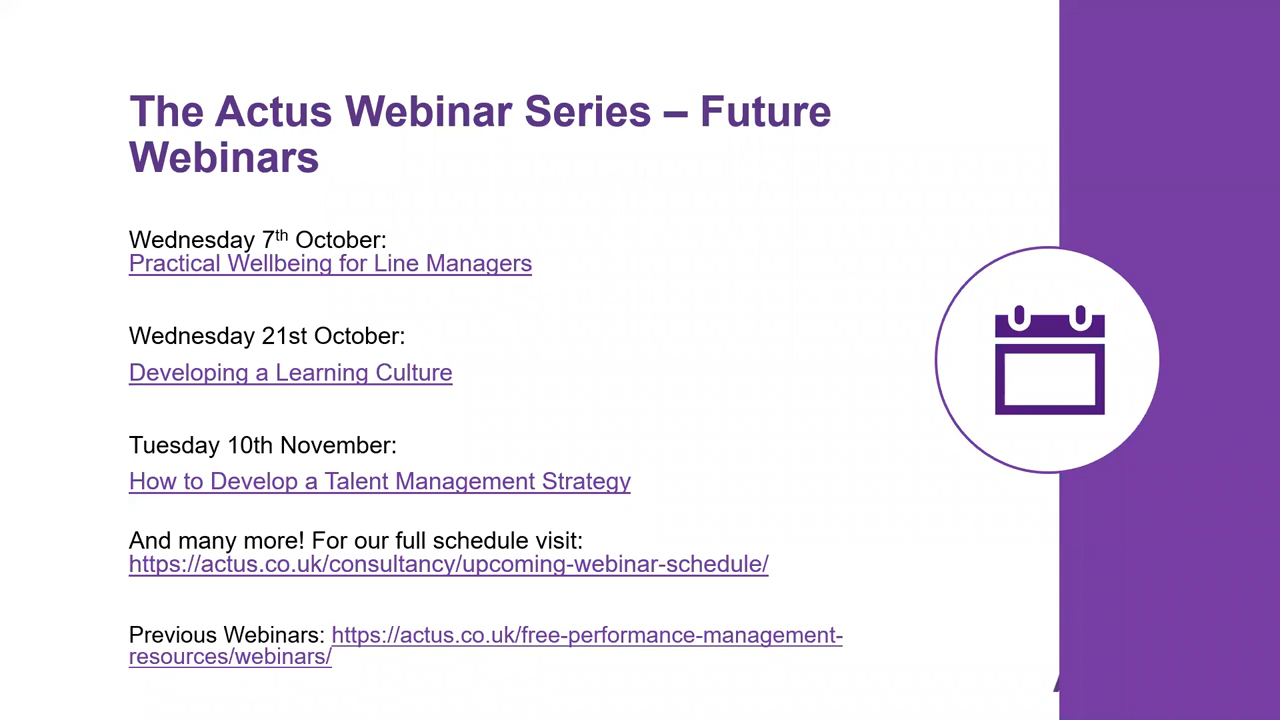 The Actus Webinar Series – Future
Webinars
Wednesday 7th October:
Practical Wellbeing for Line Managers
Wednesday 21st October:
Developing a Learning Culture
Tuesday 10th November:
How to Develop a Talent Management Strategy
And many more! For our full schedule visit:
https://actus.co.uk/consultancy/upcoming-webinar-schedule/
Previous Webinars: https://actus.co.uk/free-performance-management-
resources/webinars/